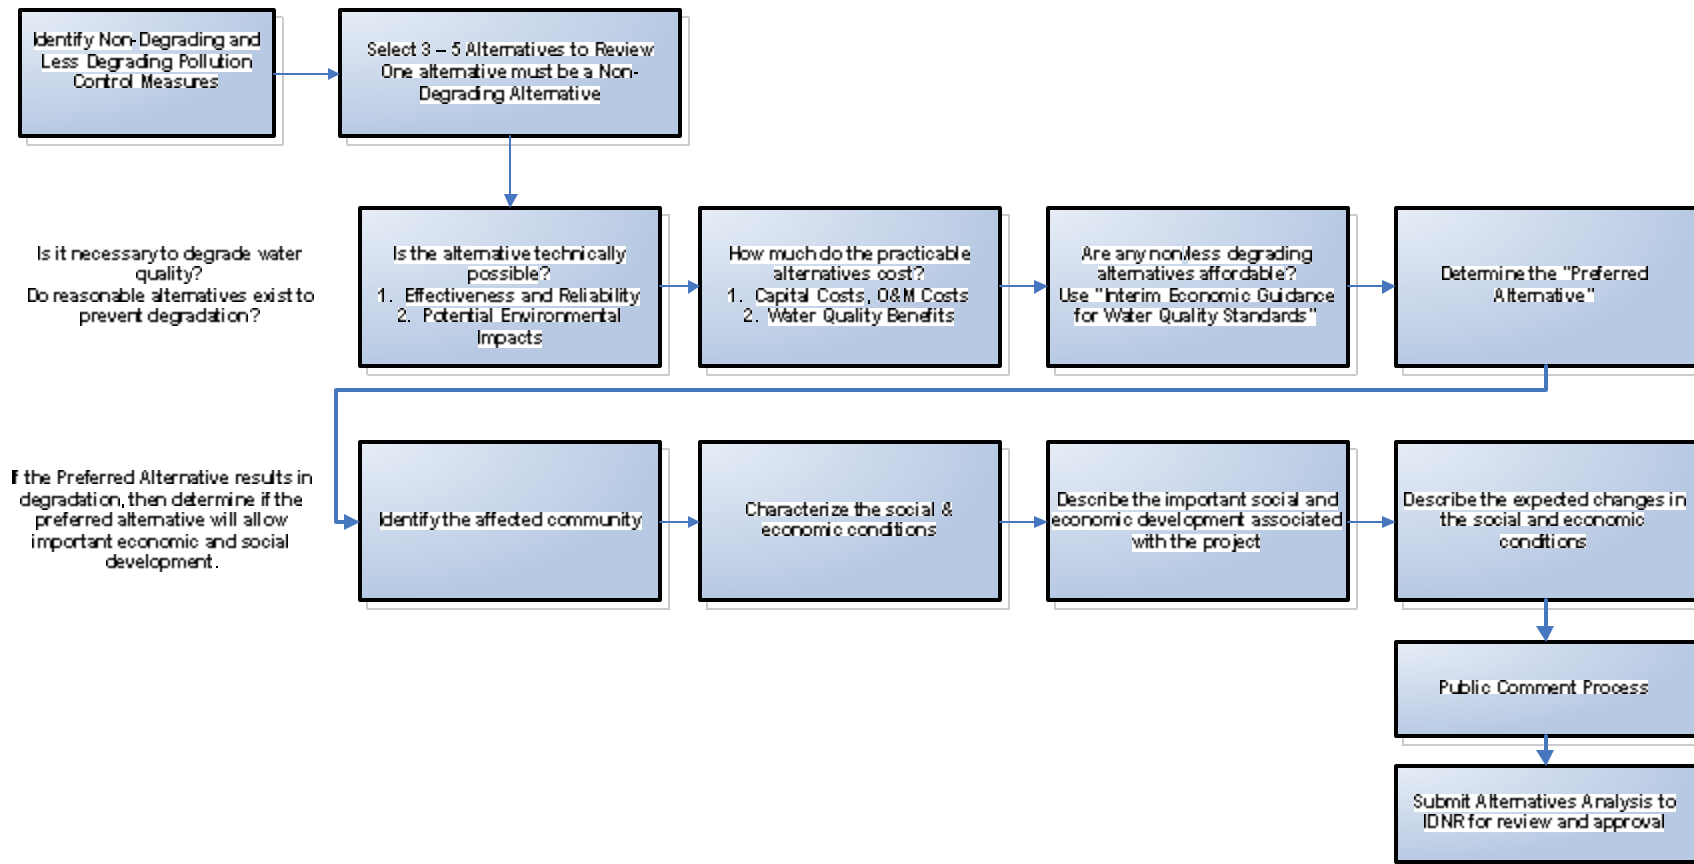 Identify Non-Degrading and
Less Degrading Pollution
Control Measures
Select 3 – 5 Alternatives to Review
One alternative must be a Non-
Degrading Alternative
Is it necessary to degrade water
quality?
Do reasonable alternatives exist to
prevent degradation?
Is the alternative technically
possible?
1. Effectiveness and Reliability
2. Potential Environmental
Impacts
How much do the practicable
alternatives cost?
1. Capital Costs, O&M Costs
2. Water Quality Benefits
Are any non/less degrading
alternatives affordable?
Use "Interim Economic Guidance
for Water Quality Standards"
Determine the "Preferred
Alternative"
If the Preferred Alternative results in
degradation, then determine if the
preferred alternative will allow
important economic and social
development.
Identify the affected community
Characterize the social &
economic conditions
Describe the important social and
economic development associated
with the project
Describe the expected changes in
the social and economic
conditions
Public Comment Process
Submit Alternatives Analysis to
IDNR for review and approval